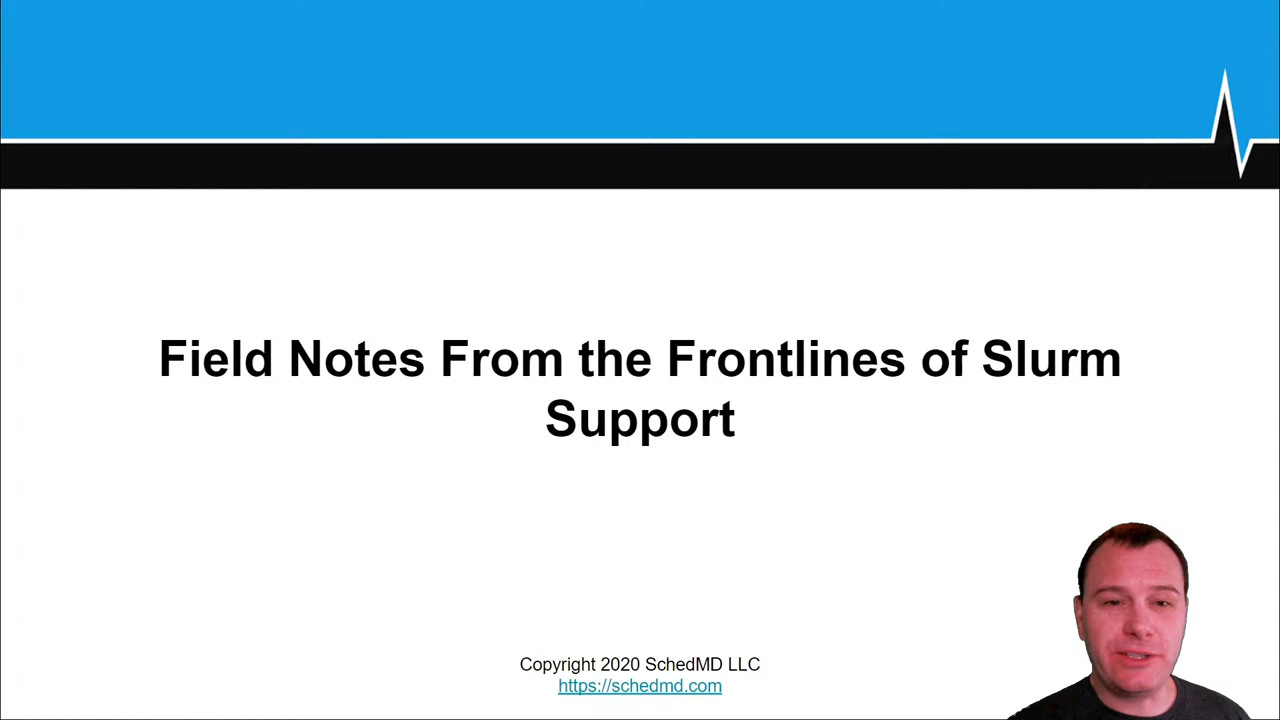 Field Notes From the Frontlines of Slurm
Support
Copyright 2020 SchedMD LLC
https://schedmd.com